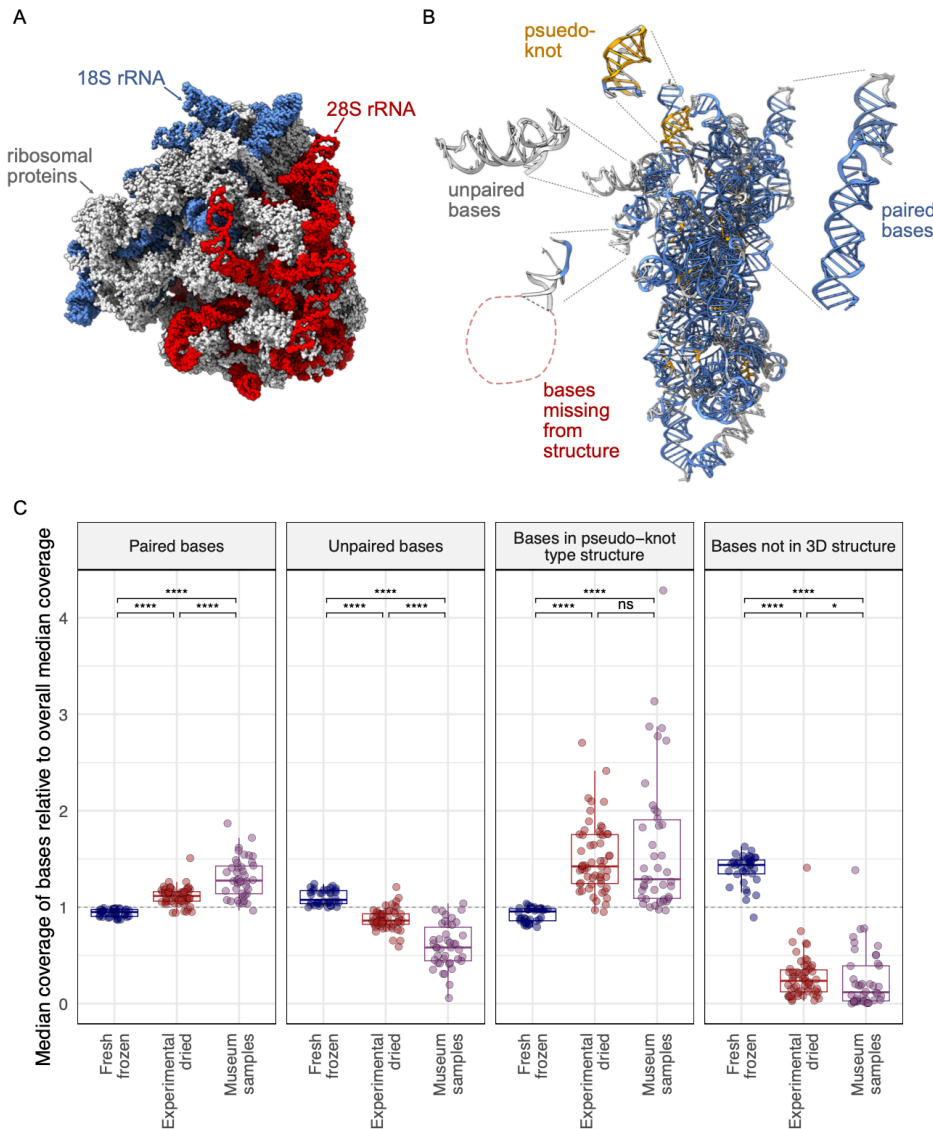 A
18S rRNA
28S rRNA
ribosomal
proteins
B
psuedo-
knot
unpaired
bases
paired
bases
bases
missing
from
structure
C
Median coverage of bases relative to overall median coverage
Paired bases
Unpaired bases
Bases in pseudo-knot
type structure
Bases not in 3D structure
****
**** ****
****
**** ****
****
**** ns
****
**** *
4
3
2
1
0
Fresh
frozen
Experimental
dried
Museum
samples
Fresh
frozen
Experimental
dried
Museum
samples
Fresh
frozen
Experimental
dried
Museum
samples
Fresh
frozen
Experimental
dried
Museum
samples